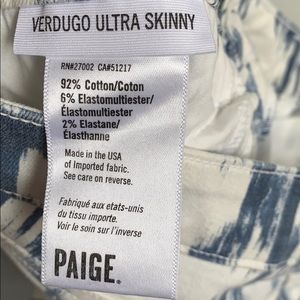 VERDUGO ULTRA SKINNY
RN#27002 CA#51217
92% Cotton/Coton
6% Elastomultiester/
Élastomultiester
2% Elastane/
Élasthanne
Made in the USA
of Imported fabric.
See care on reverse.
Fabriqué aux etats-unis
du tissu importe.
Voir le soin sur l'inverse
PAIGE®